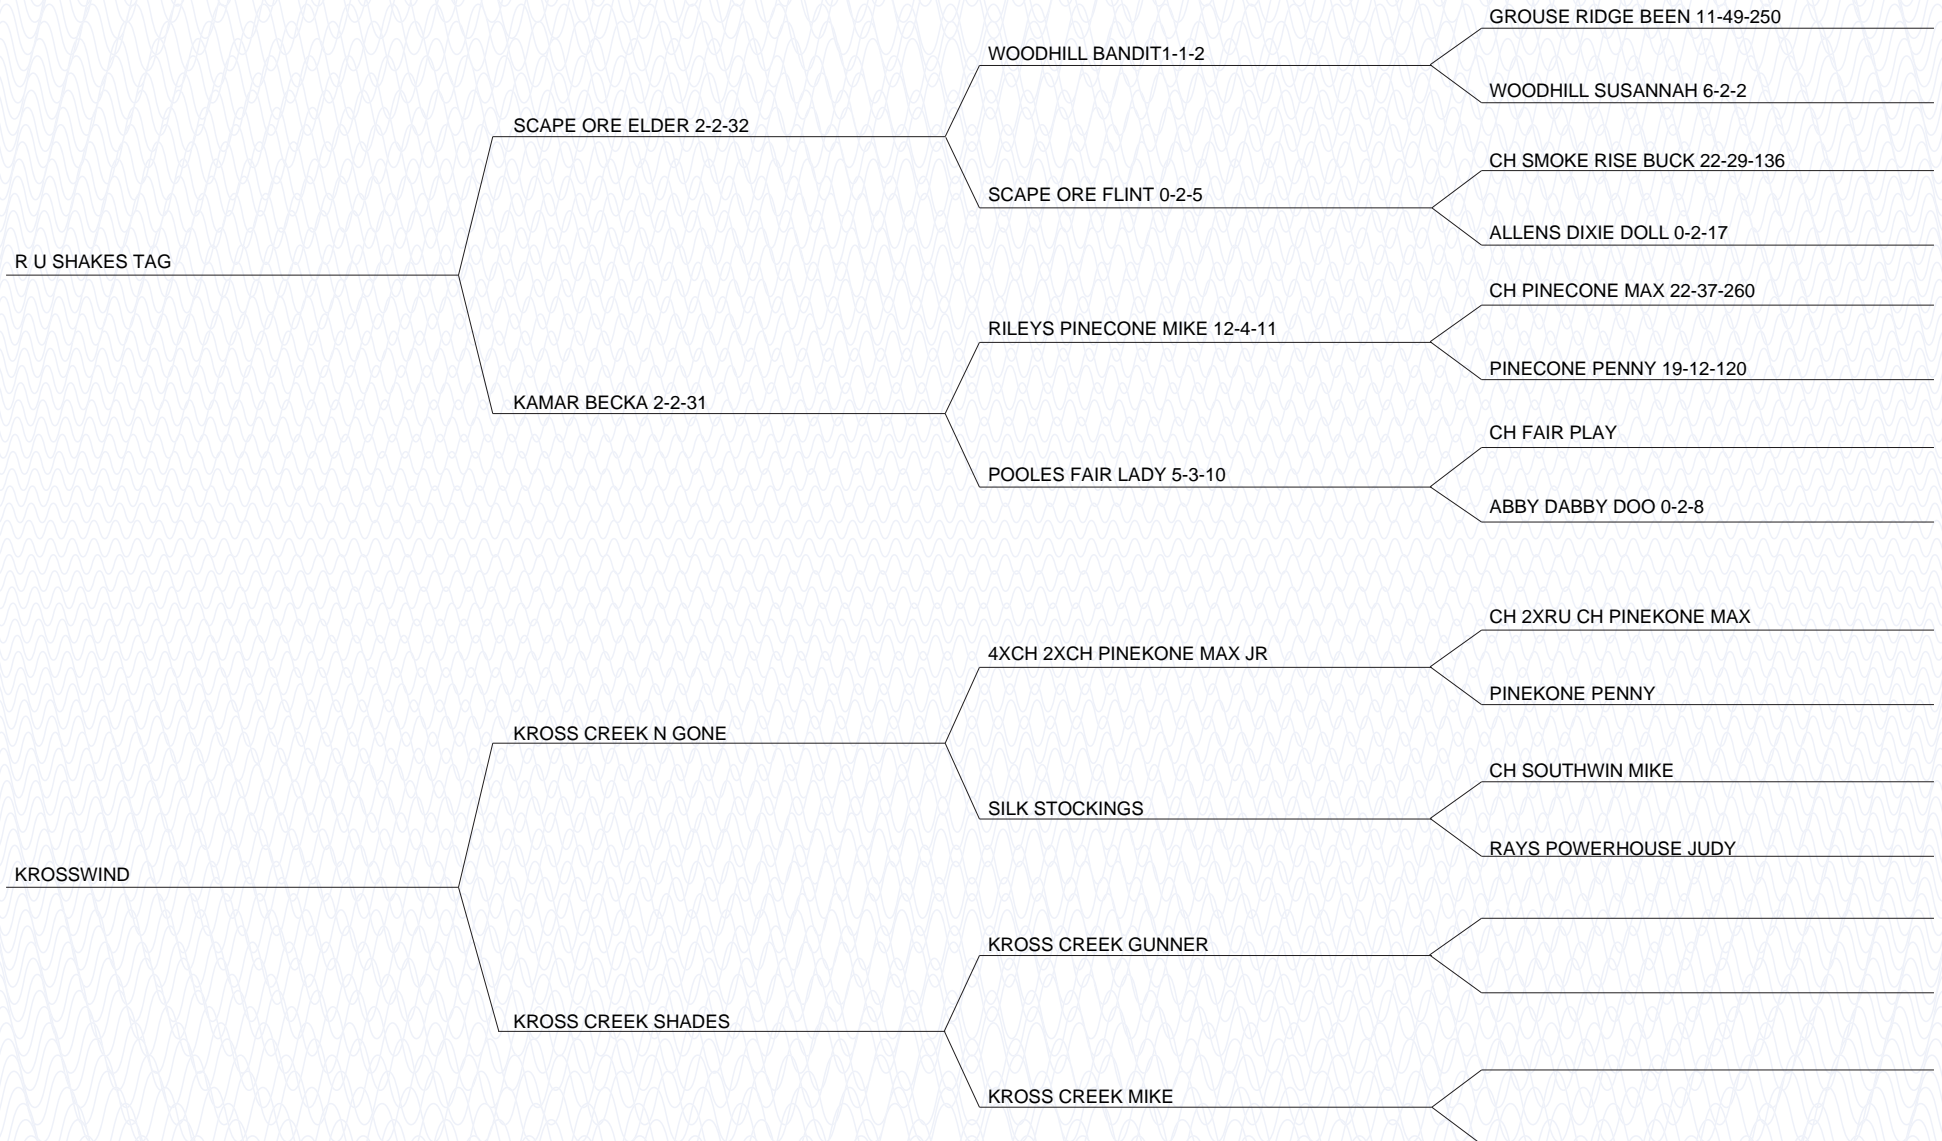 GROUSE RIDGE BEEN 11-49-250
WOODHILL BANDIT1-1-2
WOODHILL SUSANNAH 6-2-2
SCAPE ORE ELDER 2-2-32
CH SMOKE RISE BUCK 22-29-136
SCAPE ORE FLINT 0-2-5
ALLENS DIXIE DOLL 0-2-17
R U SHAKES TAG
CH PINECONE MAX 22-37-260
RILEYS PINECONE MIKE 12-4-11
PINECONE PENNY 19-12-120
KAMAR BECKA 2-2-31
CH FAIR PLAY
POOLES FAIR LADY 5-3-10
ABBY DABBY DOO 0-2-8
CH 2XRU CH PINEKONE MAX
4XCH 2XCH PINEKONE MAX JR
PINEKONE PENNY
KROSS CREEK N GONE
CH SOUTHWIN MIKE
SILK STOCKINGS
RAYS POWERHOUSE JUDY
KROSSWIND
KROSS CREEK GUNNER
KROSS CREEK SHADES
KROSS CREEK MIKE